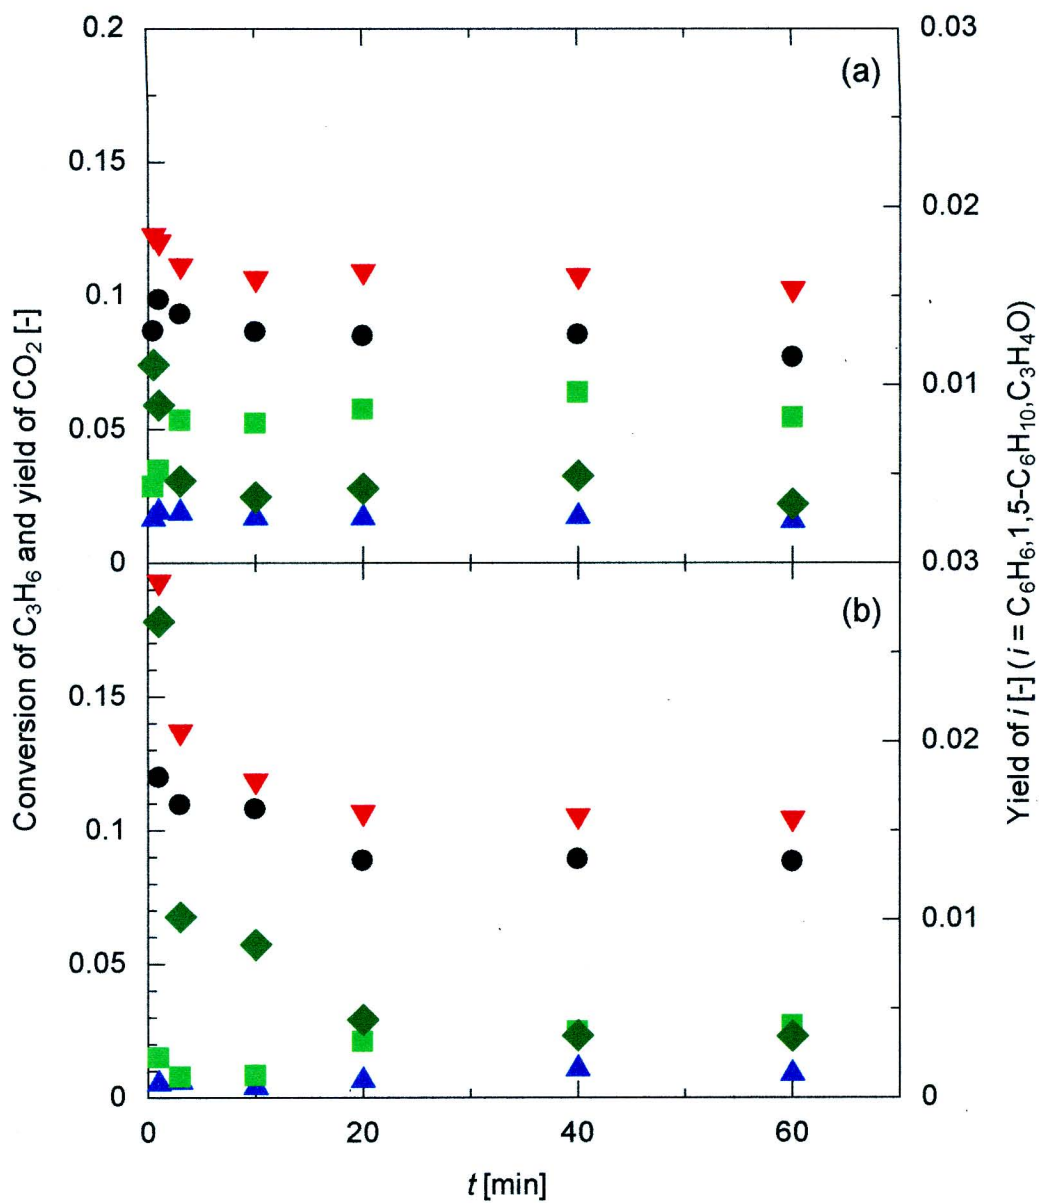 Conversion of C₃H₆ and yield of CO₂ [-]
0.2
0.15
0.1
0.05
0
0.15
0.1
0.05
0
(a)
(b)
0.03
0.02
0.01
0.03
0.02
0.01
0
Yield of i [-] ( i = C₆H₆,1,5-C₆H₁₀,C₃H₄O)
0 20 40 60
t [min]